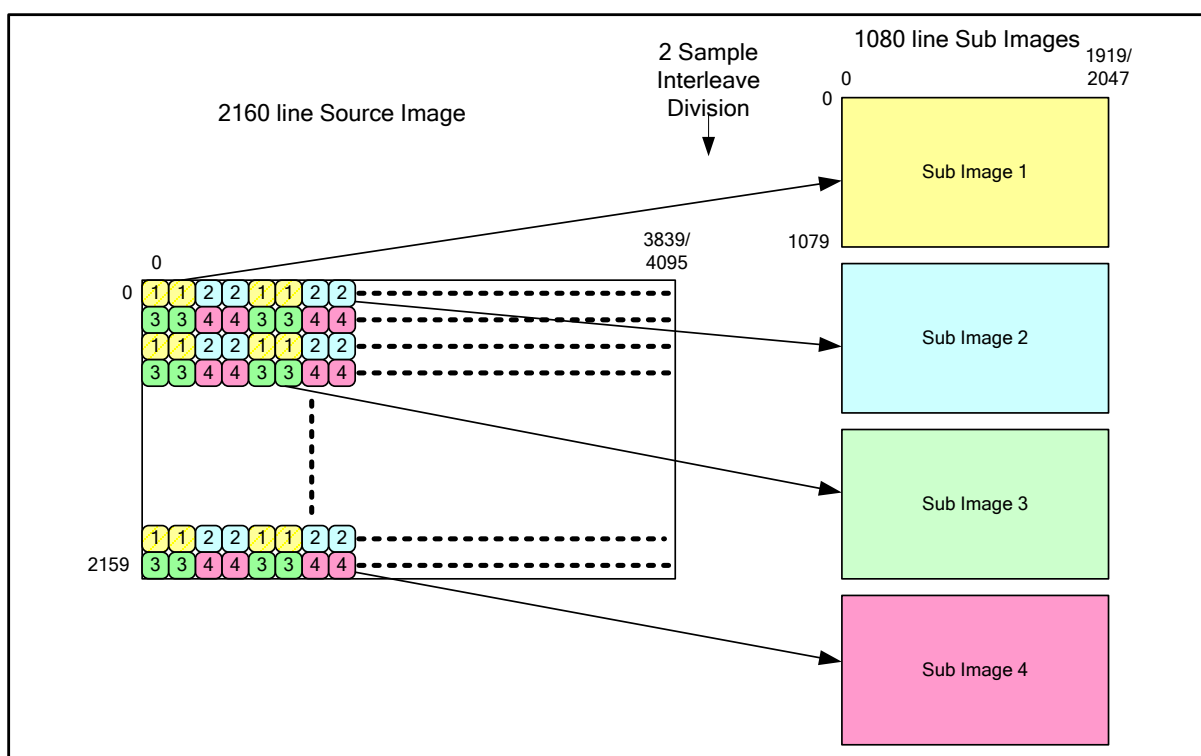 1080 line Sub Images
2 Sample
Interleave
Division
2160 line Source Image
0
1919/
2047
0
Sub Image 1
1079
0
3839/
4095
0
1 1 2 2 1 1 2 2
3 3 4 4 3 3 4 4
1 1 2 2 1 1 2 2
3 3 4 4 3 3 4 4
Sub Image 2
Sub Image 3
1 1 2 2 1 1 2 2
2159
3 3 4 4 3 3 4 4
Sub Image 4